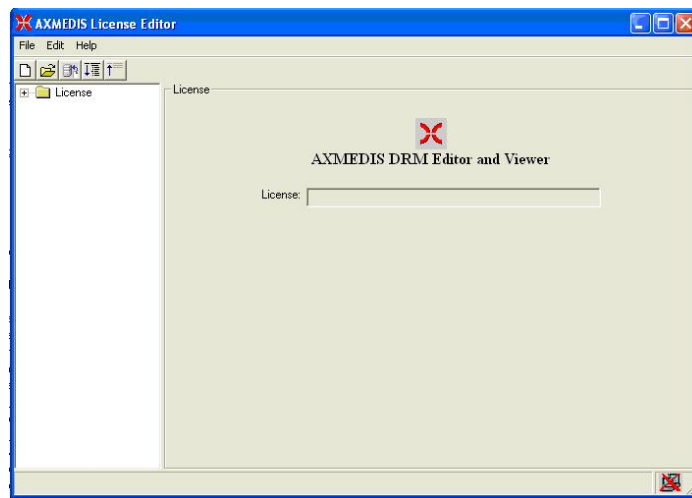 AXMEDIS License Editor
File Edit Help
License
License
AXMEDIS DRM Editor and Viewer
License: